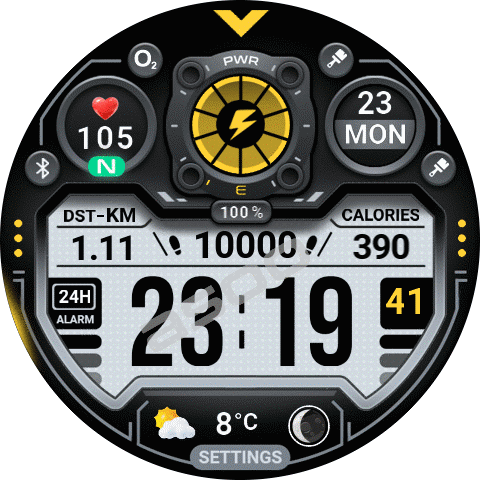 PWR
O2
23
MON
105
N
E
100 %
DST-KM
CALORIES
1.11
10000
390
24H
ALARM
23:19
41
8°C
SETTINGS